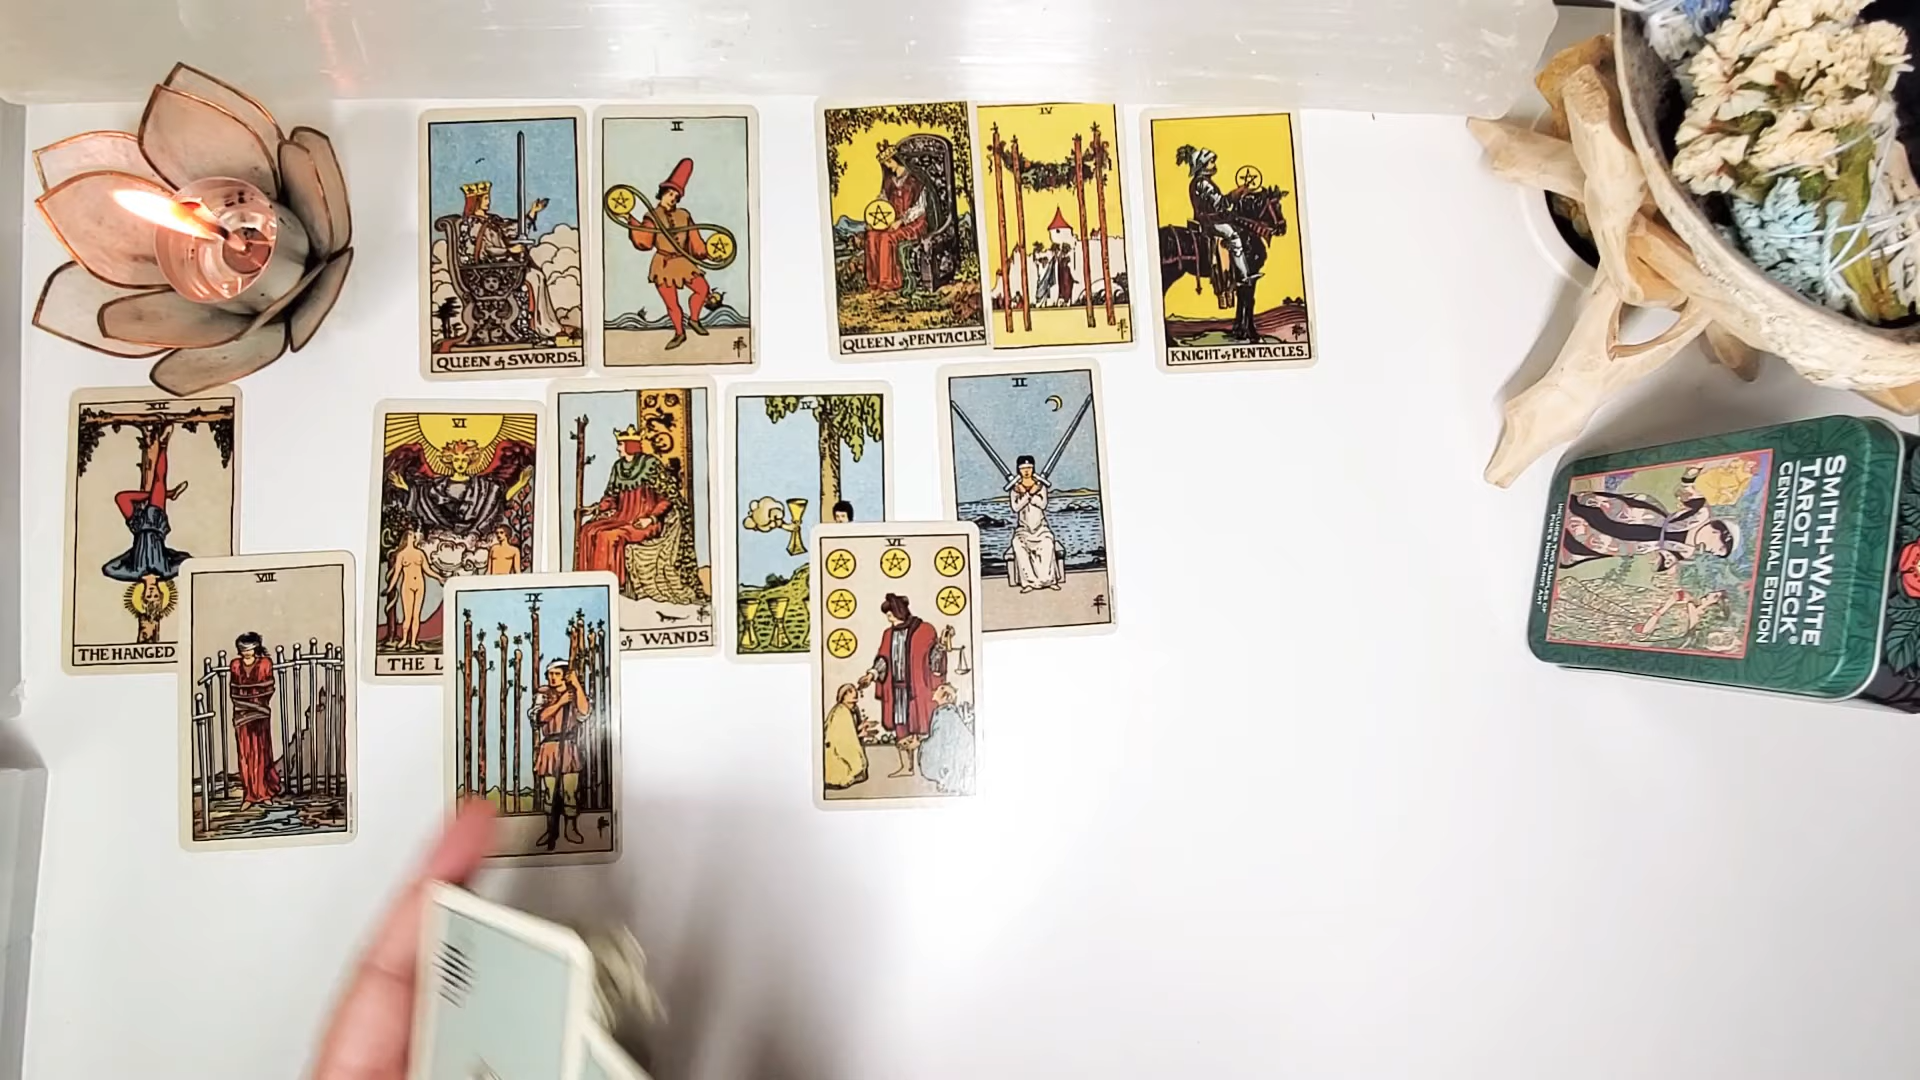 QUEEN of SWORDS.
II
QUEEN of PENTACLES
IV
KNIGHT of PENTACLES.
XII
THE HANGED
VI
THE L
of WANDS
IV
II
VIII
IX
VI
SMITH-WAITE
TAROT DECK®
CENTENNIAL EDITION